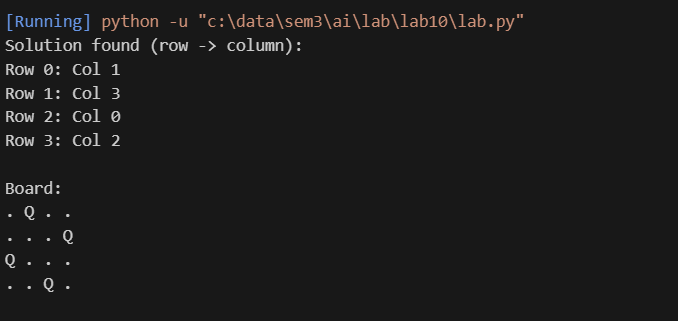 [Running] python -u "c:\data\sem3\ai\lab\lab10\lab.py"
Solution found (row -> column):
Row 0: Col 1
Row 1: Col 3
Row 2: Col 0
Row 3: Col 2

Board:
. Q . .
. . . Q
Q . . .
. . Q .